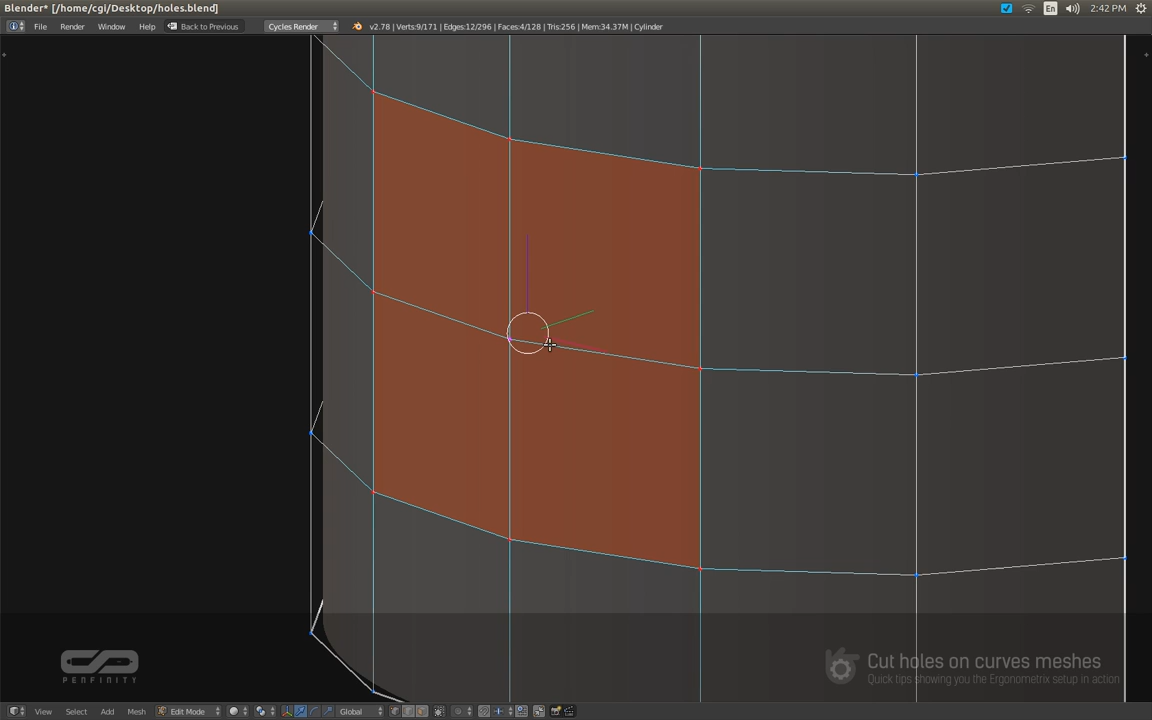 Blender* [/home/cgi/Desktop/holes.blend]
En
2:42 PM
File Render Window Help Back to Previous Cycles Render v2.78 | Verts:9/171 | Edges:12/296 | Faces:4/128 | Tris:256 | Mem:34.37M | Cylinder
PENFINITY
Cut holes on curves meshes
Quick tips showing you the Ergonometrix setup in action
View Select Add Mesh Edit Mode Global